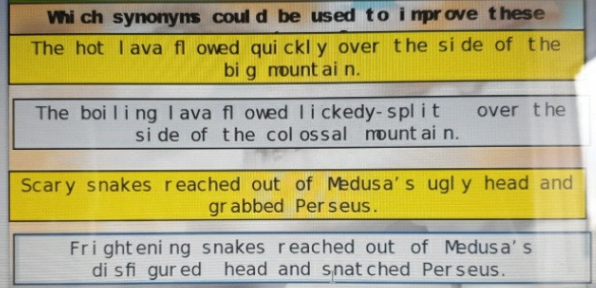 Which synonyms could be used to improve these
The hot lava flowed quickly over the side of the
big mountain.
The boiling lava flowed lickedy-split over the
side of the colossal mountain.
Scary snakes reached out of Medusa's ugly head and
grabbed Perseus.
Frightening snakes reached out of Medusa's
disfigured head and snatched Perseus.